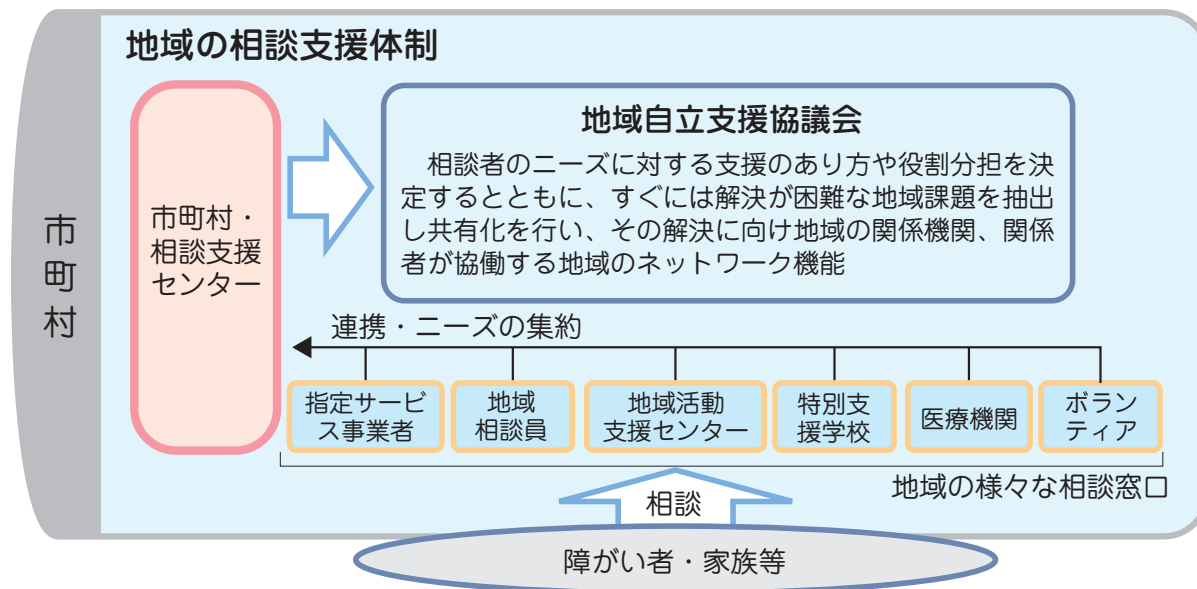 地域の相談支援体制
市町村
市町村・
相談支援
センター
地域自立支援協議会
　相談者のニーズに対する支援のあり方や役割分担を決
定するとともに、すぐには解決が困難な地域課題を抽出
し共有化を行い、その解決に向け地域の関係機関、関係
者が協働する地域のネットワーク機能
連携・ニーズの集約
指定サービ
ス事業者
地域
相談員
地域活動
支援センター
特別支
援学校
医療機関
ボラン
ティア
地域の様々な相談窓口
相談
障がい者・家族等